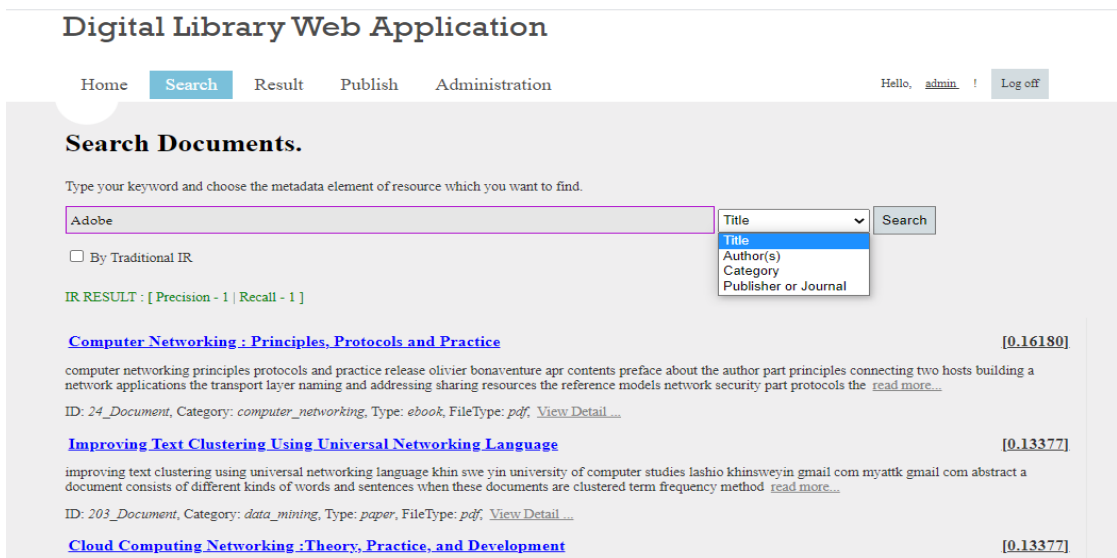 Digital Library Web Application
Home Search Result Publish Administration Hello, admin ! Log off
Search Documents.
Type your keyword and choose the metadata element of resource which you want to find.
Adobe Title Search
Title
Author(s)
Category
Publisher or Journal
By Traditional IR
IR RESULT : [ Precision - 1 | Recall - 1 ]
Computer Networking : Principles, Protocols and Practice [0.16180]
computer networking principles protocols and practice release olivier bonaventure apr contents preface about the author part principles connecting two hosts building a
network applications the transport layer naming and addressing sharing resources the reference models network security part protocols the read more...
ID: 24_Document, Category: computer_networking, Type: ebook, FileType: pdf, View Detail ...
Improving Text Clustering Using Universal Networking Language [0.13377]
improving text clustering using universal networking language khin swe yin university of computer studies lashio khinsweyin gmail com myattk gmail com abstract a
document consists of different kinds of words and sentences when these documents are clustered term frequency method read more...
ID: 203_Document, Category: data_mining, Type: paper, FileType: pdf, View Detail ...
Cloud Computing Networking :Theory, Practice, and Development [0.13377]